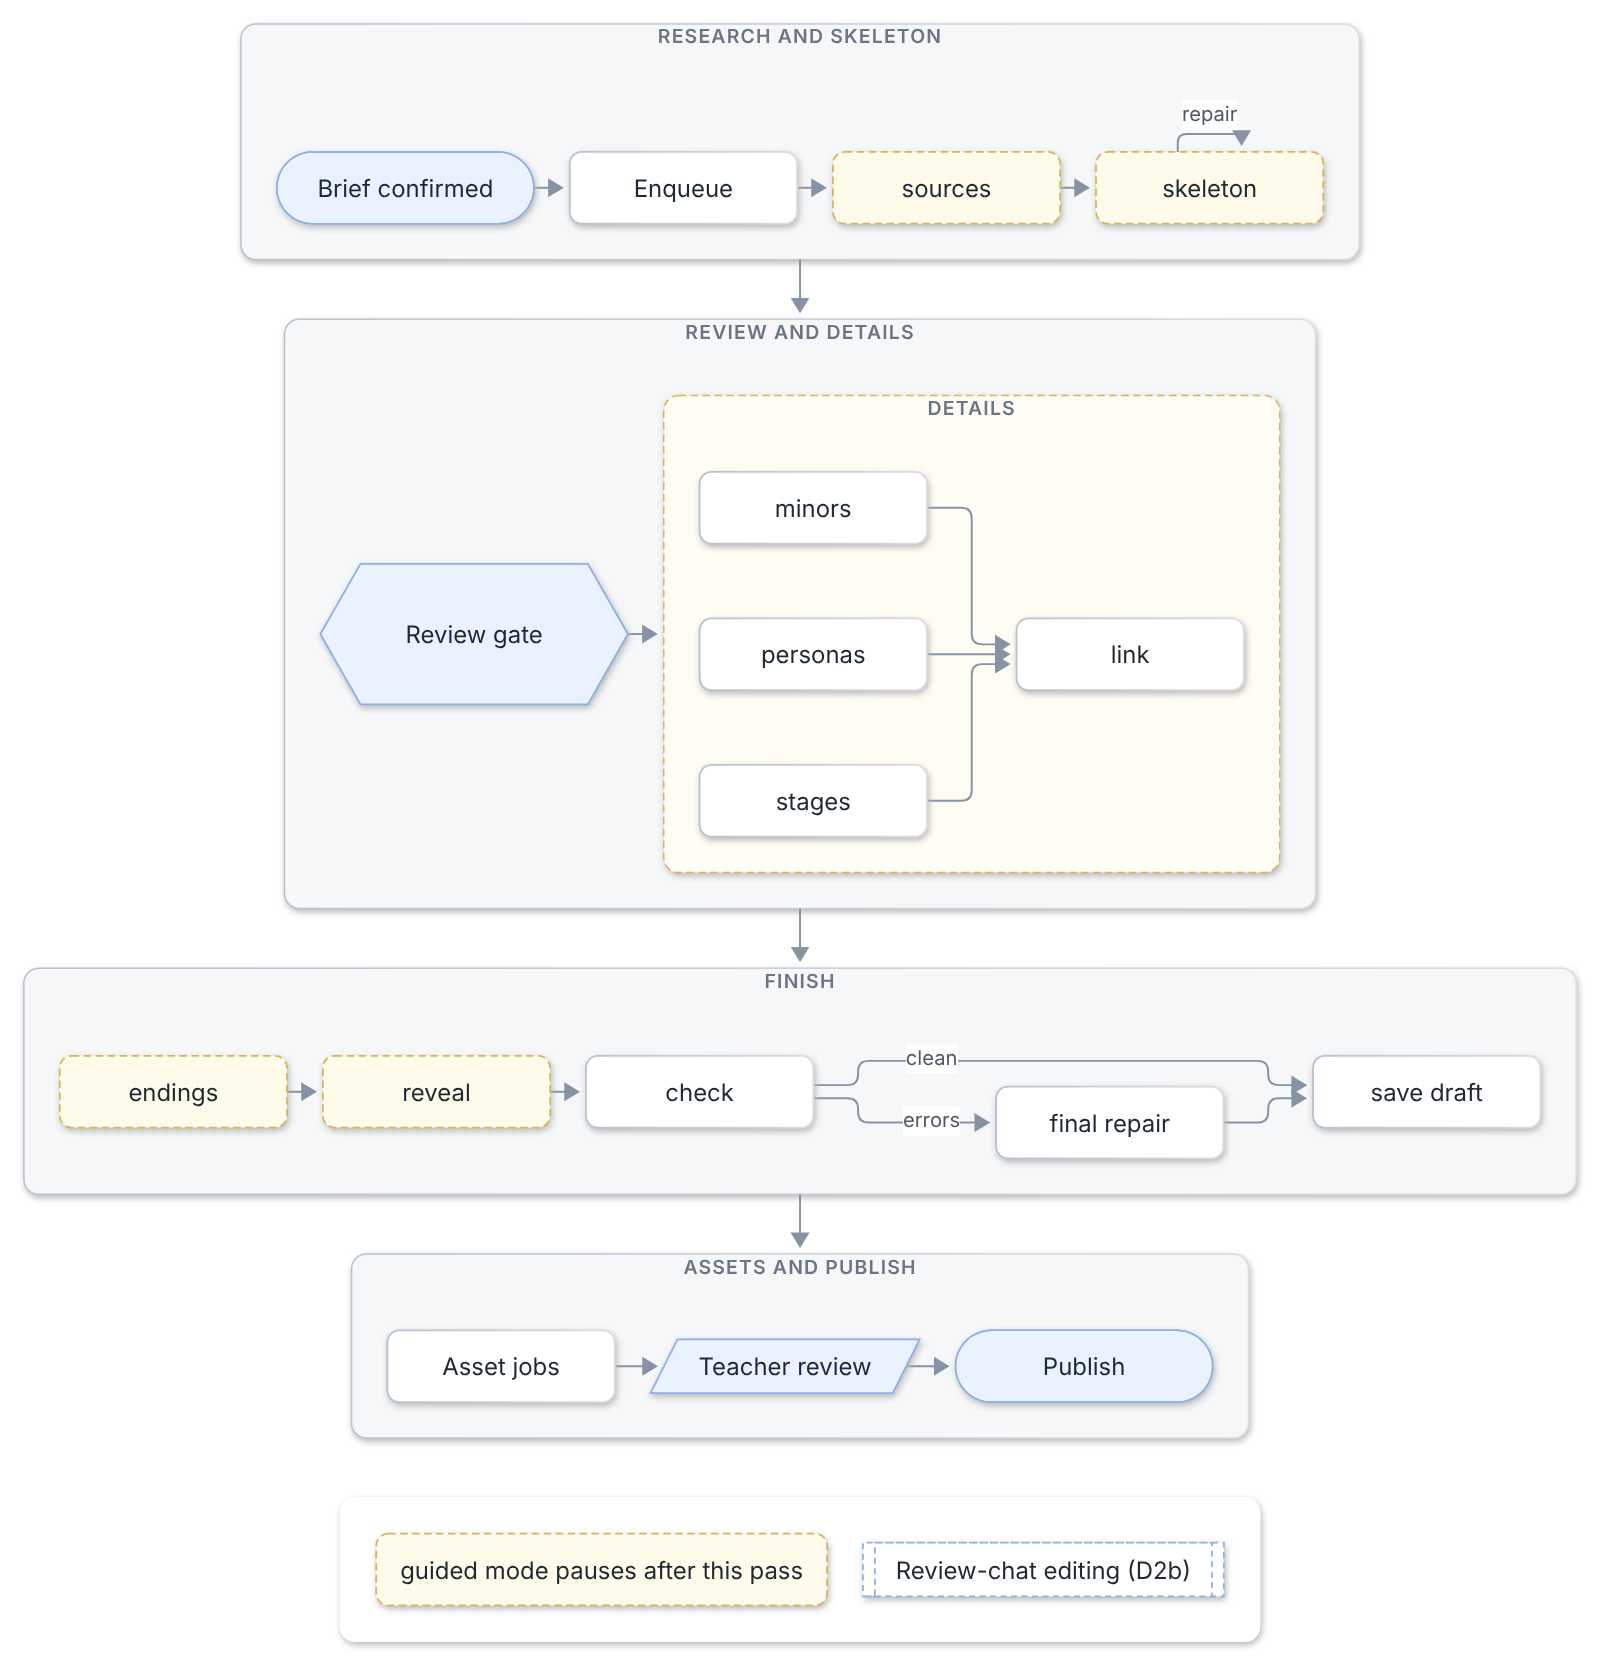 RESEARCH AND SKELETON
repair
Brief confirmed
Enqueue
sources
skeleton
REVIEW AND DETAILS
DETAILS
minors
Review gate
personas
link
stages
FINISH
clean
endings
reveal
check
save draft
errors
final repair
ASSETS AND PUBLISH
Asset jobs
Teacher review
Publish
guided mode pauses after this pass
Review-chat editing (D2b)